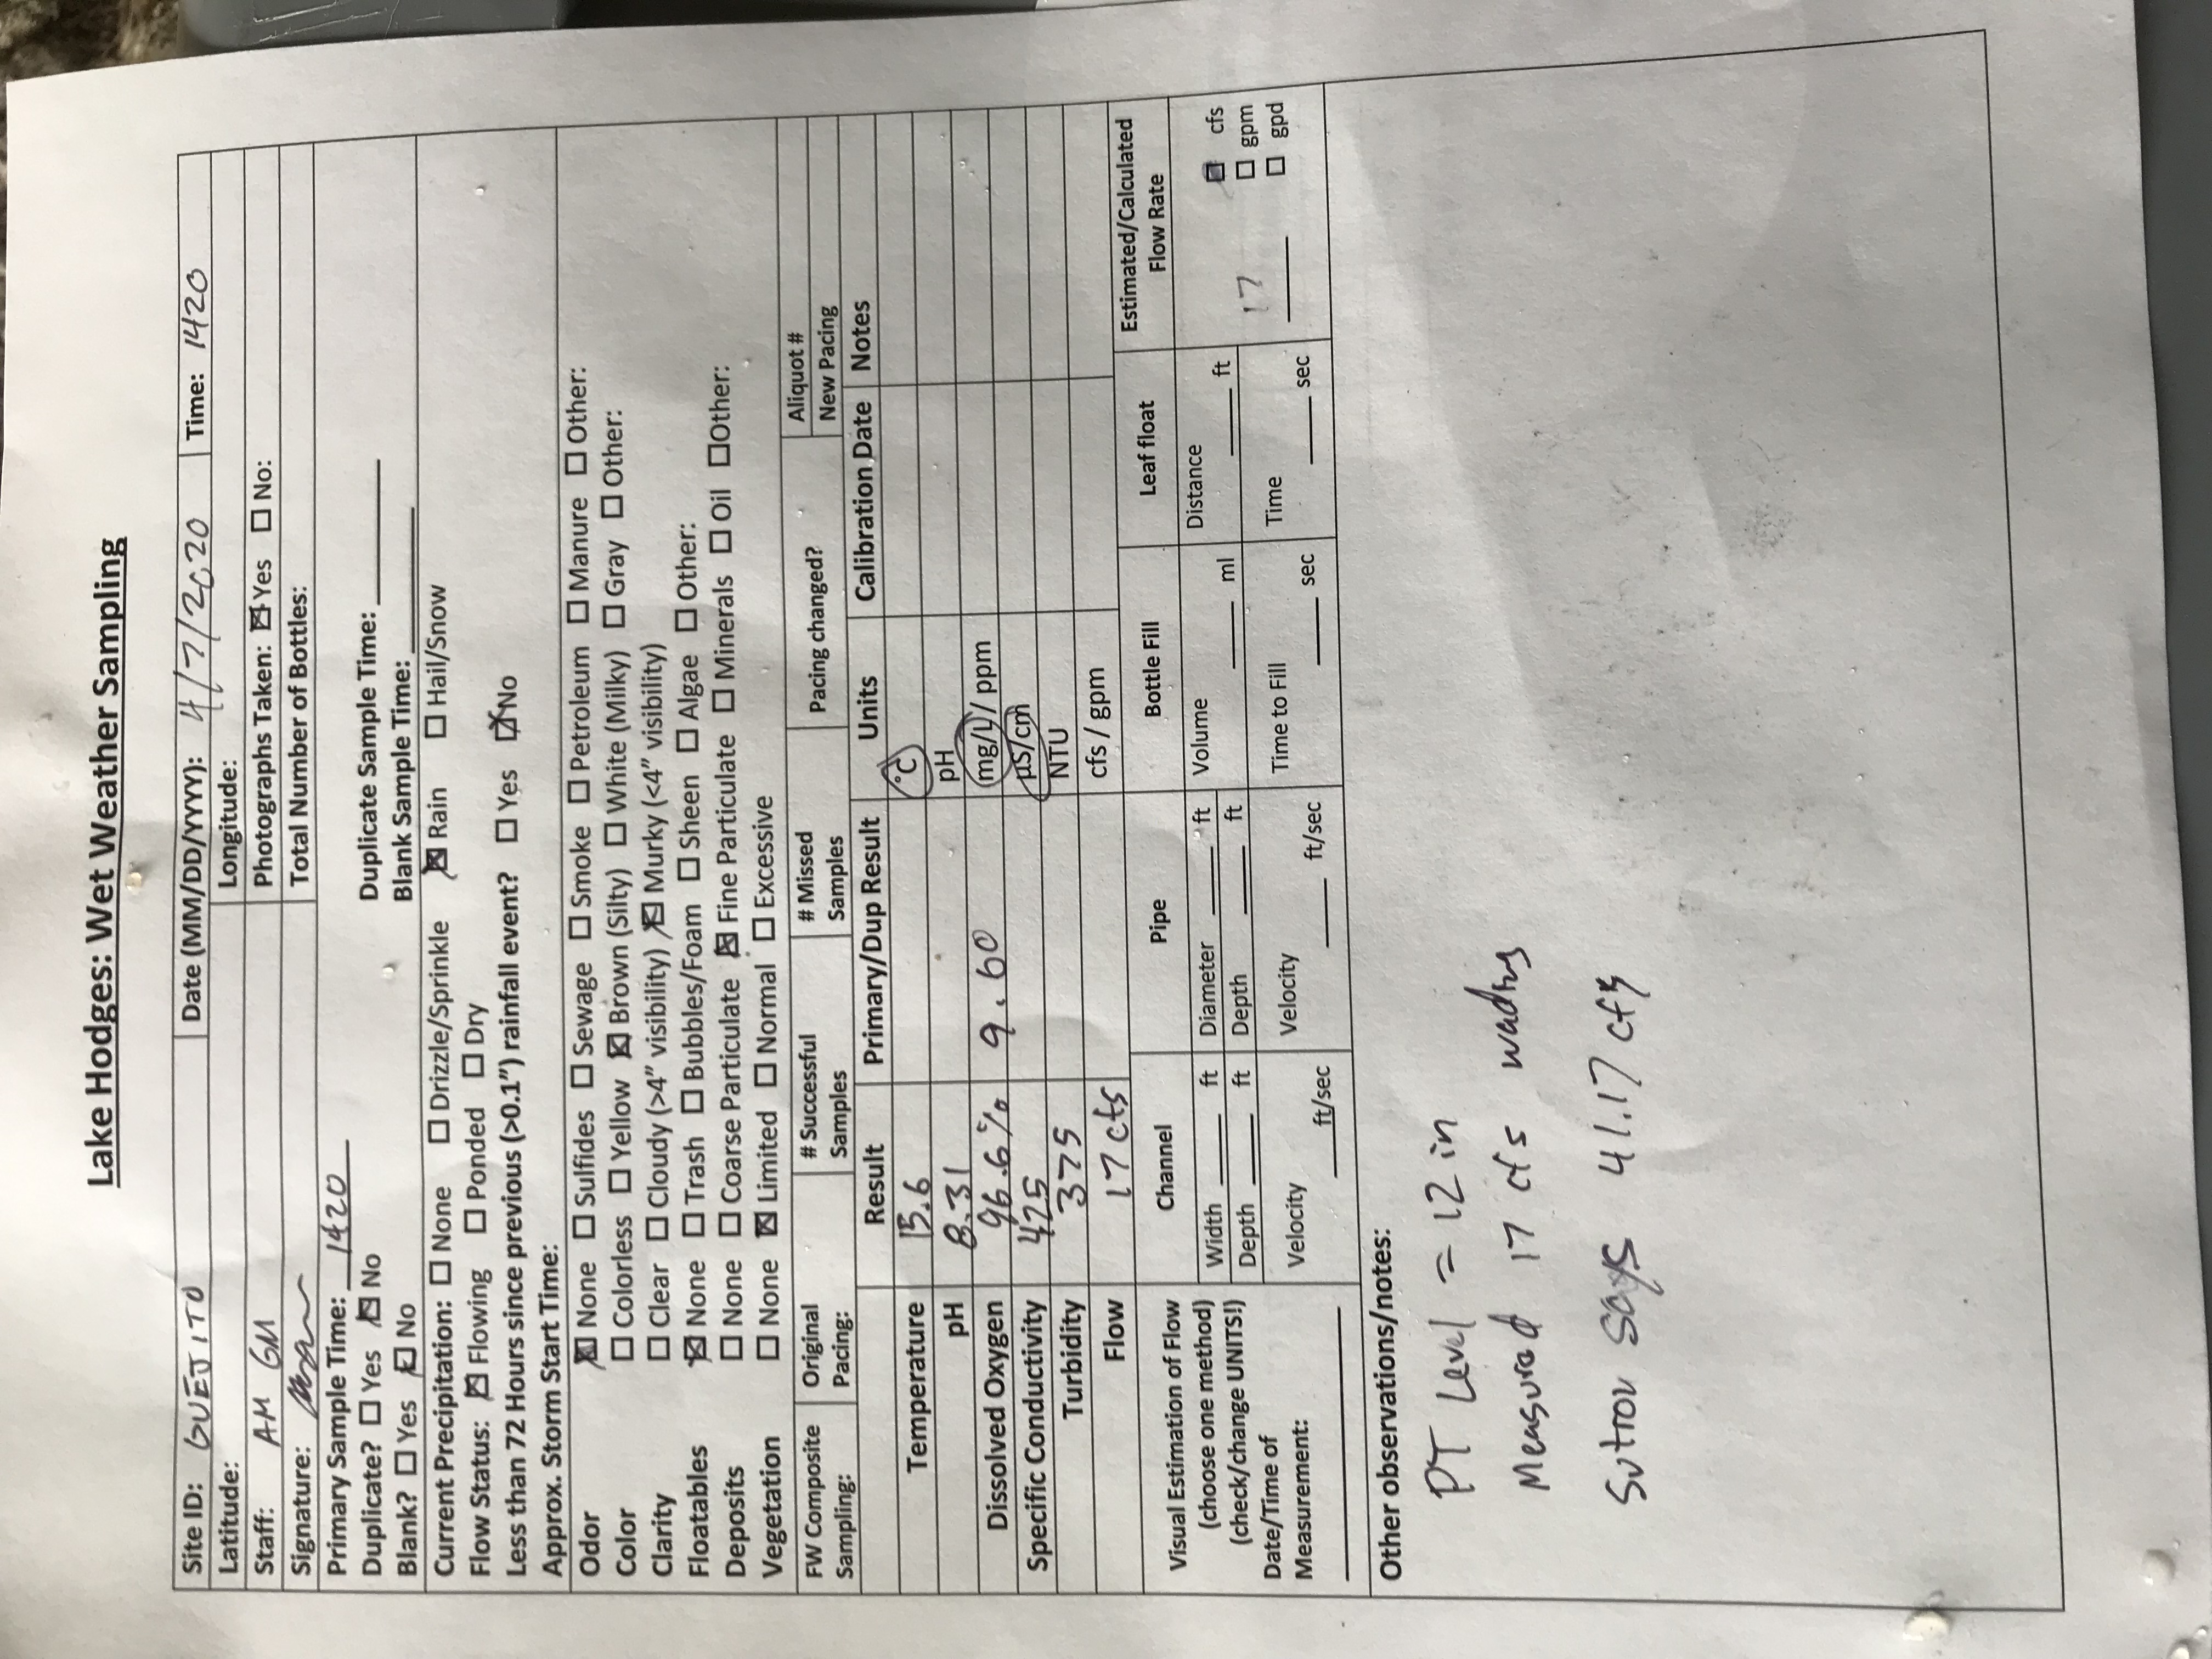 Lake Hodges: Wet Weather Sampling
Site ID: GUEJITO Date (MM/DD/YYYY): 4/7/2020 Time: 1420
Latitude: Longitude:
Staff: AM GM Photographs Taken: ☒ Yes ☐ No:
Signature: Total Number of Bottles:
Primary Sample Time: 1420
Duplicate? ☐ Yes ☒ No Duplicate Sample Time: ______
Blank? ☐ Yes ☒ No Blank Sample Time: ______
Current Precipitation: ☐ None ☐ Drizzle/Sprinkle ☒ Rain ☐ Hail/Snow
Flow Status: ☒ Flowing ☐ Ponded ☐ Dry
Less than 72 Hours since previous (>0.1") rainfall event? ☐ Yes ☒ No
Approx. Storm Start Time:
Odor ☒ None ☐ Sulfides ☐ Sewage ☐ Smoke ☐ Petroleum ☐ Manure ☐ Other:
Color ☐ Colorless ☐ Yellow ☒ Brown (Silty) ☐ White (Milky) ☐ Gray ☐ Other:
Clarity ☐ Clear ☐ Cloudy (>4" visibility) ☒ Murky (<4" visibility)
Floatables ☒ None ☐ Trash ☐ Bubbles/Foam ☐ Sheen ☐ Algae ☐ Other:
Deposits ☐ None ☐ Coarse Particulate ☒ Fine Particulate ☐ Minerals ☐ Oil ☐Other:
Vegetation ☐ None ☒ Limited ☐ Normal ☐ Excessive
FW Composite Sampling: Original Pacing: # Successful Samples # Missed Samples Pacing changed? Aliquot #
New Pacing
Result Primary/Dup Result Units Calibration Date Notes
Temperature 15.6 °C
pH 8.31 pH
Dissolved Oxygen 96.6% 9.60 mg/L / ppm
Specific Conductivity 425 µS/cm
Turbidity 375 NTU
Flow 17 cfs cfs / gpm
Visual Estimation of Flow
(choose one method)
(check/change UNITS!)
Date/Time of
Measurement:
Channel
Width ____ ft
Depth ____ ft
Velocity
____ ft/sec
Pipe
Diameter ____ ft
Depth ____ ft
Velocity
____ ft/sec
Bottle Fill
Volume
____ ml
Time to Fill
____ sec
Leaf float
Distance
____ ft
Time
____ sec
Estimated/Calculated
Flow Rate
17
☒ cfs
☐ gpm
☐ gpd
Other observations/notes:
PT Level = 12 in
Measured 17 cfs wading
Sutron says 41.17 cfs